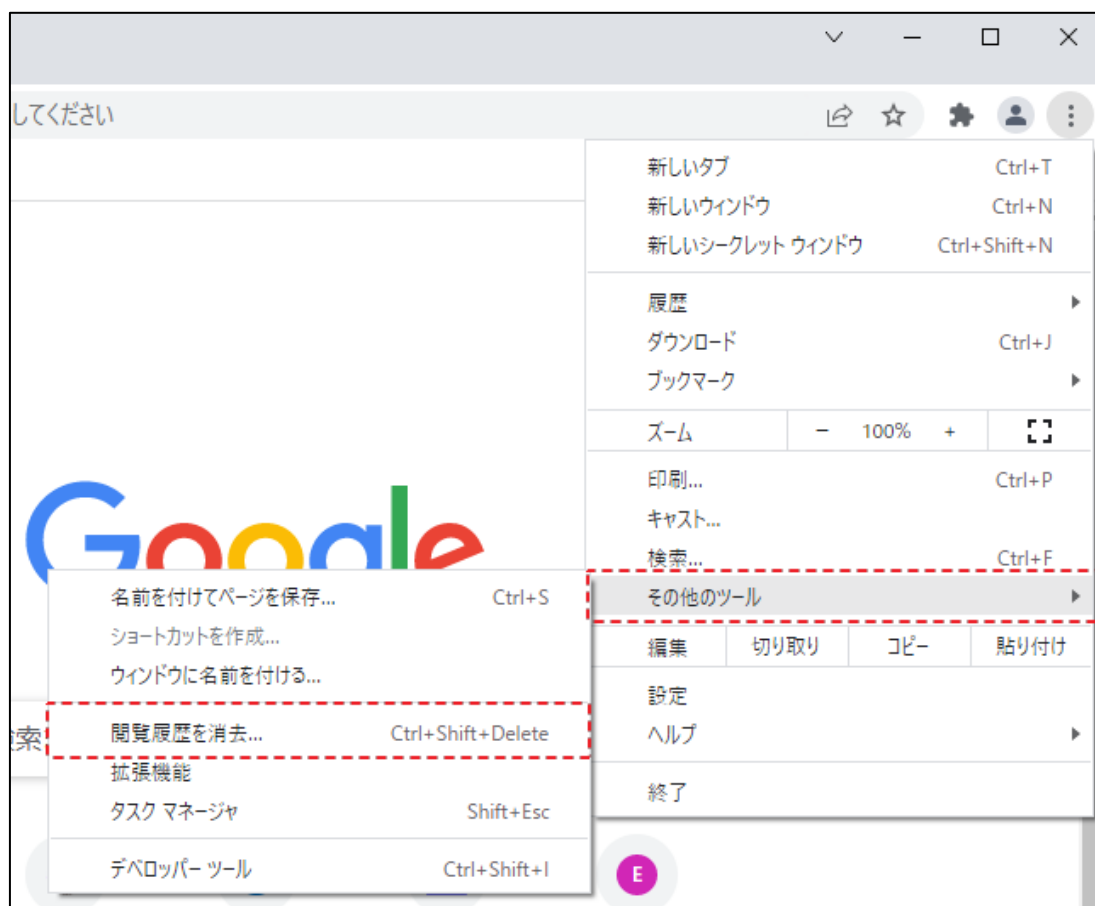 してください
新しいタブ Ctrl+T
新しいウィンドウ Ctrl+N
新しいシークレット ウィンドウ Ctrl+Shift+N
履歴
ダウンロード Ctrl+J
ブックマーク
ズーム - 100% +
印刷... Ctrl+P
キャスト...
検索... Ctrl+F
その他のツール
編集 切り取り コピー 貼り付け
設定
ヘルプ
終了
Google
名前を付けてページを保存... Ctrl+S
ショートカットを作成...
ウィンドウに名前を付ける...
閲覧履歴を消去... Ctrl+Shift+Delete
拡張機能
タスク マネージャ Shift+Esc
デベロッパー ツール Ctrl+Shift+I
索
E